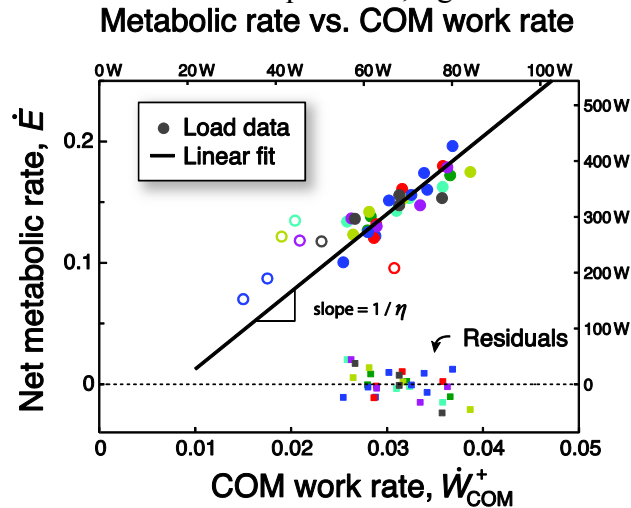 Metabolic rate vs. COM work rate
0 W 20 W 40 W 60 W 80 W 100 W
Load data
Linear fit
500 W
400 W
300 W
200 W
100 W
0
Net metabolic rate, Ė
0.2
0.1
0
slope = 1 / η
Residuals
0 0.01 0.02 0.03 0.04 0.05
COM work rate, Ẇ⁺COM